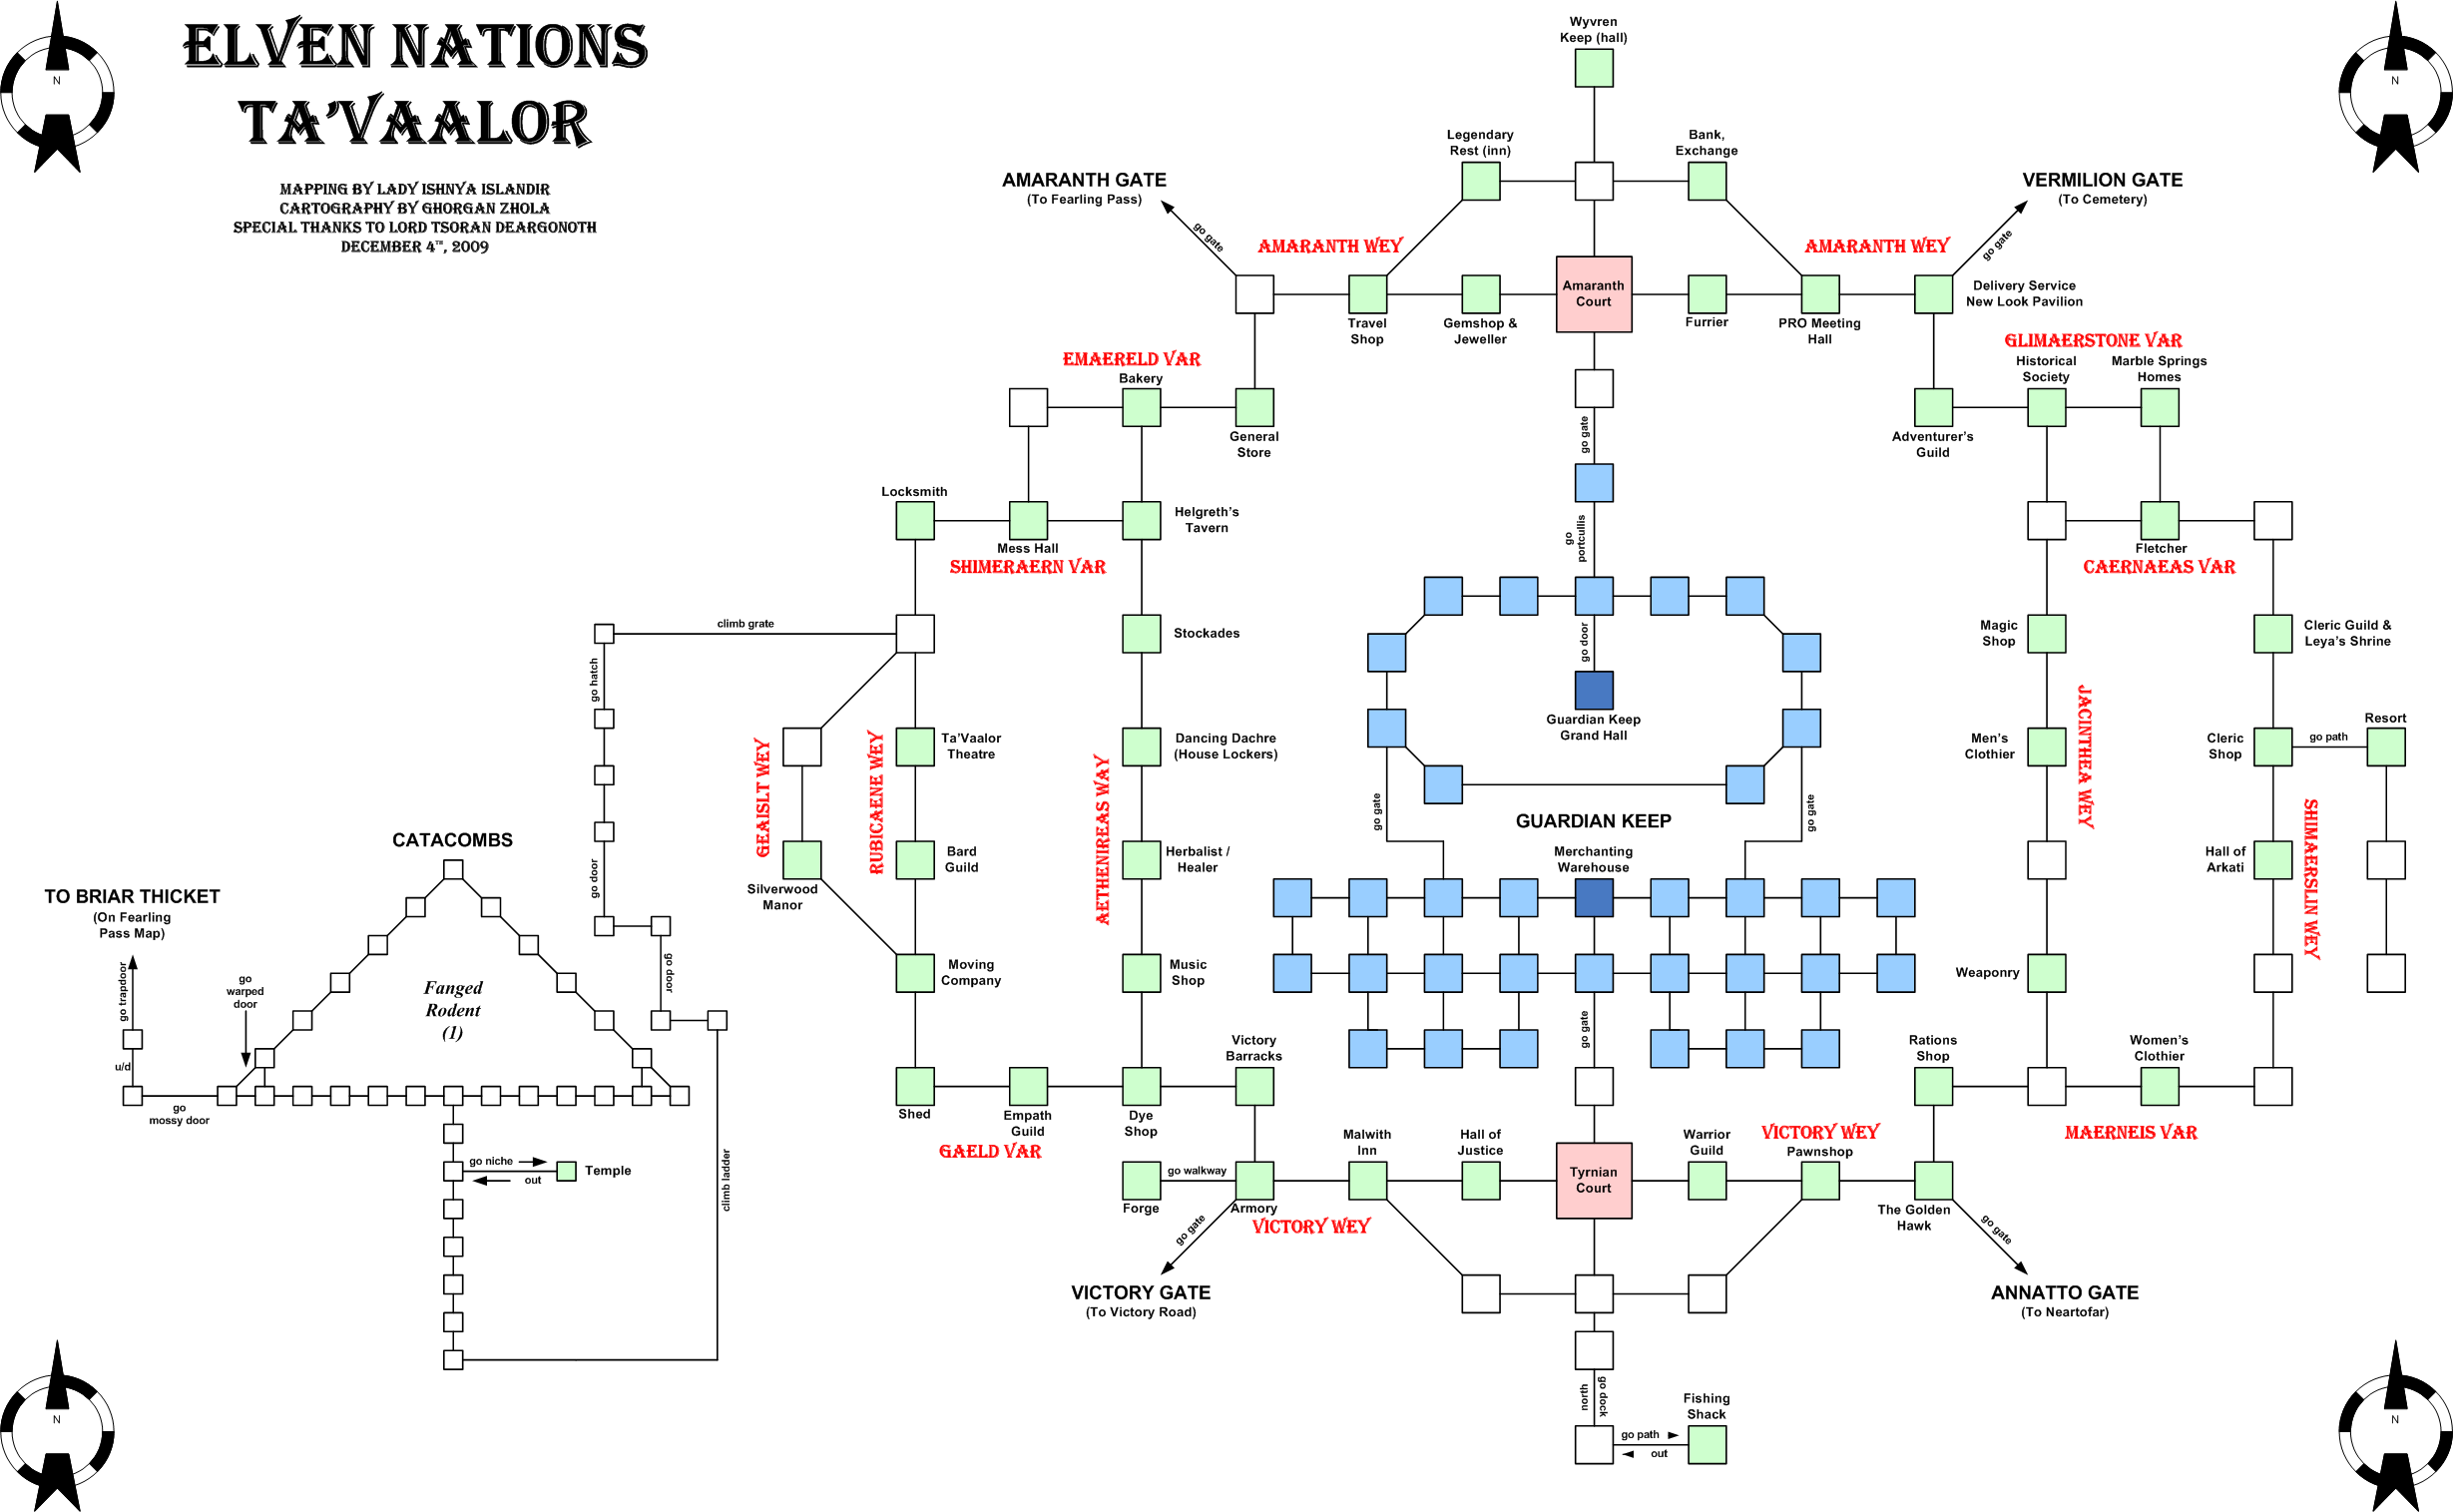 ELVEN NATIONS
TA'VAALOR
MAPPING BY LADY ISHNYA ISLANDIR
CARTOGRAPHY BY GHORGAN ZHOLA
SPECIAL THANKS TO LORD TSORAN DEARGONOTH
DECEMBER 4TH, 2009
N
N
Wyvren
Keep (hall)
Legendary
Rest (inn)
Bank,
Exchange
AMARANTH GATE
(To Fearling Pass)
VERMILION GATE
(To Cemetery)
go gate
AMARANTH WEY
AMARANTH WEY
go gate
Amaranth
Court
Delivery Service
New Look Pavilion
Travel
Shop
Gemshop &
Jeweller
Furrier
PRO Meeting
Hall
GLIMAERSTONE VAR
EMAERELD VAR
Bakery
Historical
Society
Marble Springs
Homes
General
Store
go gate
Adventurer's
Guild
Locksmith
Helgreth's
Tavern
Mess Hall
SHIMERAERN VAR
go
portcullis
Fletcher
CAERNAEAS VAR
climb grate
Stockades
go door
Magic
Shop
Cleric Guild &
Leya's Shrine
go hatch
Guardian Keep
Grand Hall
GEAISLT WEY
RUBICAENE WEY
Ta'Vaalor
Theatre
AETHENIREAS WAY
Dancing Dachre
(House Lockers)
Men's
Clothier
JACINTHEA WEY
Cleric
Shop
go path
Resort
go gate
go gate
GUARDIAN KEEP
CATACOMBS
go door
Silverwood
Manor
Bard
Guild
Herbalist /
Healer
Merchanting
Warehouse
Hall of
Arkati
SHIMAERSLIN WEY
TO BRIAR THICKET
(On Fearling
Pass Map)
go trapdoor
go
warped
door
Fanged
Rodent
(1)
go door
Moving
Company
Music
Shop
Weaponry
go gate
u/d
go
mossy door
Victory
Barracks
Rations
Shop
Women's
Clothier
Shed
Empath
Guild
Dye
Shop
GAELD VAR
Malwith
Inn
Hall of
Justice
Warrior
Guild
VICTORY WEY
Pawnshop
MAERNEIS VAR
go niche
out
Temple
climb ladder
go walkway
Tyrnian
Court
Forge
Armory
VICTORY WEY
The Golden
Hawk
go gate
go gate
VICTORY GATE
(To Victory Road)
ANNATTO GATE
(To Neartofar)
north
go dock
Fishing
Shack
go path
out
N
N